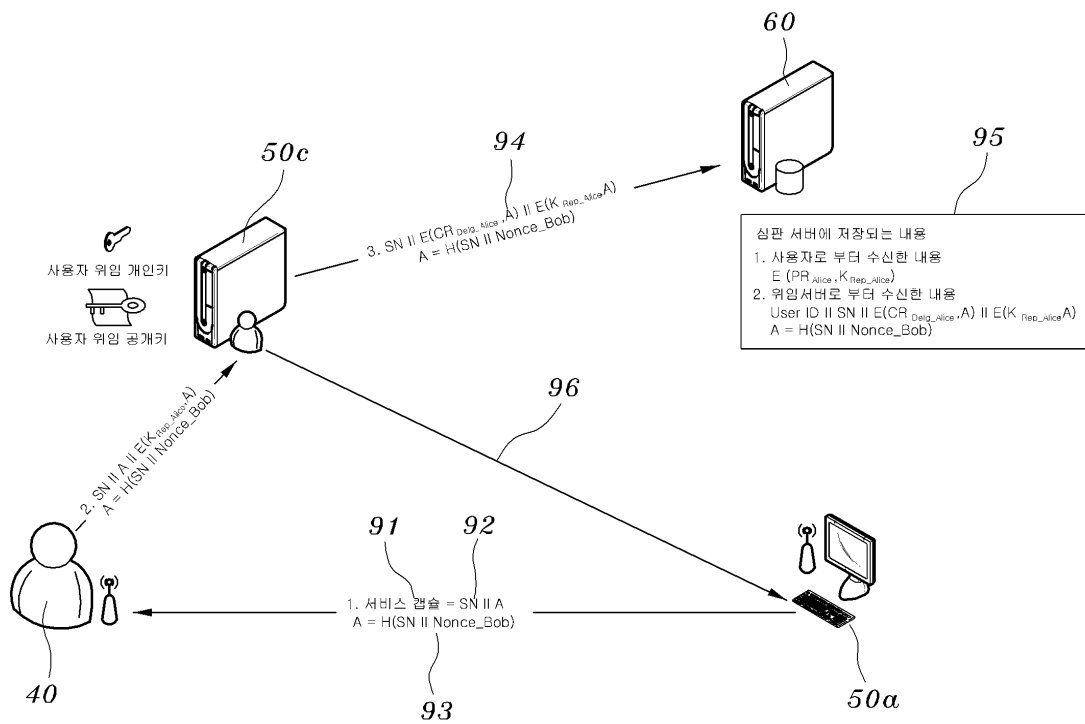 60
94
50c
95
3. SN II E(CR Delg_Alice ,A) II E(K Rep_Alice A)
A = H(SN II Nonce_Bob)
심판 서버에 저장되는 내용
1. 사용자로 부터 수신한 내용
E (PR Alice , K Rep_Alice )
2. 위임서버로 부터 수신한 내용
User ID II SN II E(CR Delg_Alice ,A) II E(K Rep_Alice A)
A = H(SN II Nonce_Bob)
사용자 위임 개인키
사용자 위임 공개키
96
2. SN II A II E(K Rep_Alice ,A)
A = H(SN II Nonce_Bob)
91
92
1. 서비스 캡슐 = SN II A
A = H(SN II Nonce_Bob)
40
93
50a